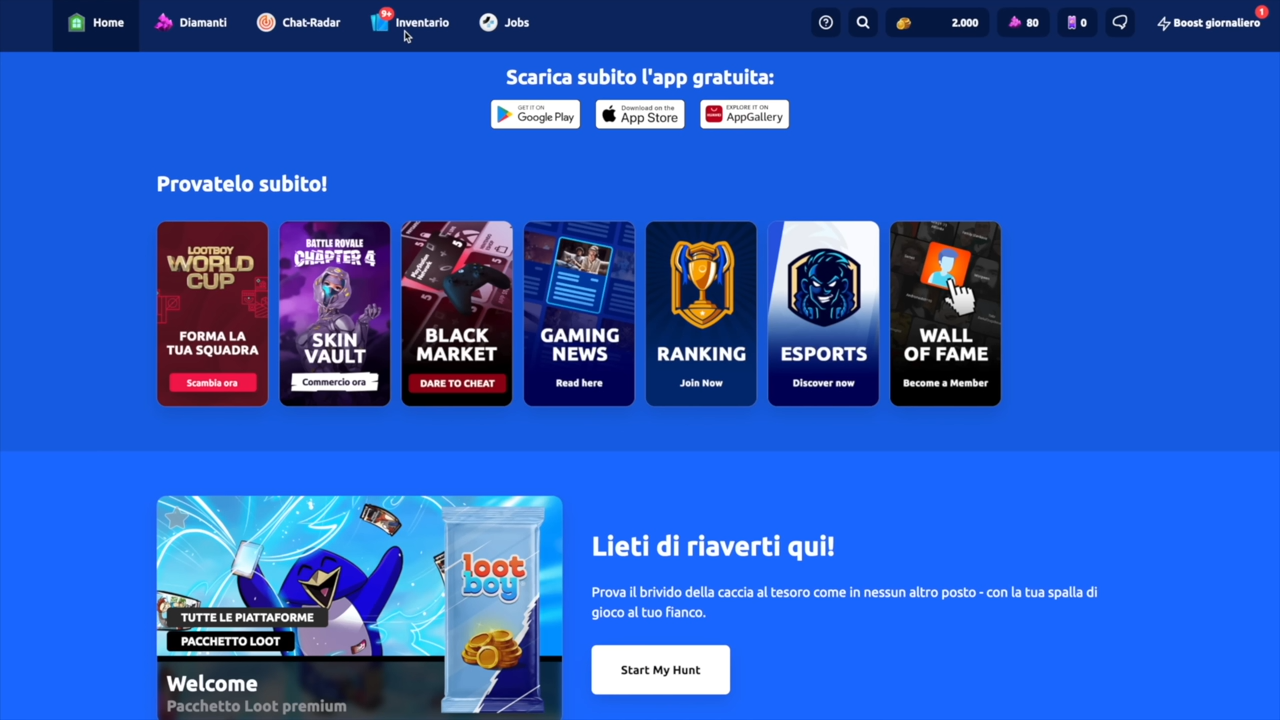 Home
Diamanti
Chat-Radar
9+
Inventario
Jobs
2.000
80
0
Boost giornaliero
1
Scarica subito l'app gratuita:
GET IT ON
Google Play
Download on the
App Store
EXPLORE IT ON
AppGallery
Provatelo subito!
LOOTBOY
WORLD
CUP
FORMA LA
TUA SQUADRA
Scambia ora
BATTLE ROYALE
CHAPTER 4
SKIN
VAULT
Commercio ora
BLACK
MARKET
DARE TO CHEAT
GAMING
NEWS
Read here
RANKING
Join Now
ESPORTS
Discover now
WALL
OF FAME
Become a Member
TUTTE LE PIATTAFORME
PACCHETTO LOOT
Welcome
Pacchetto Loot premium
loot
boy
Lieti di riaverti qui!
Prova il brivido della caccia al tesoro come in nessun altro posto - con la tua spalla di
gioco al tuo fianco.
Start My Hunt